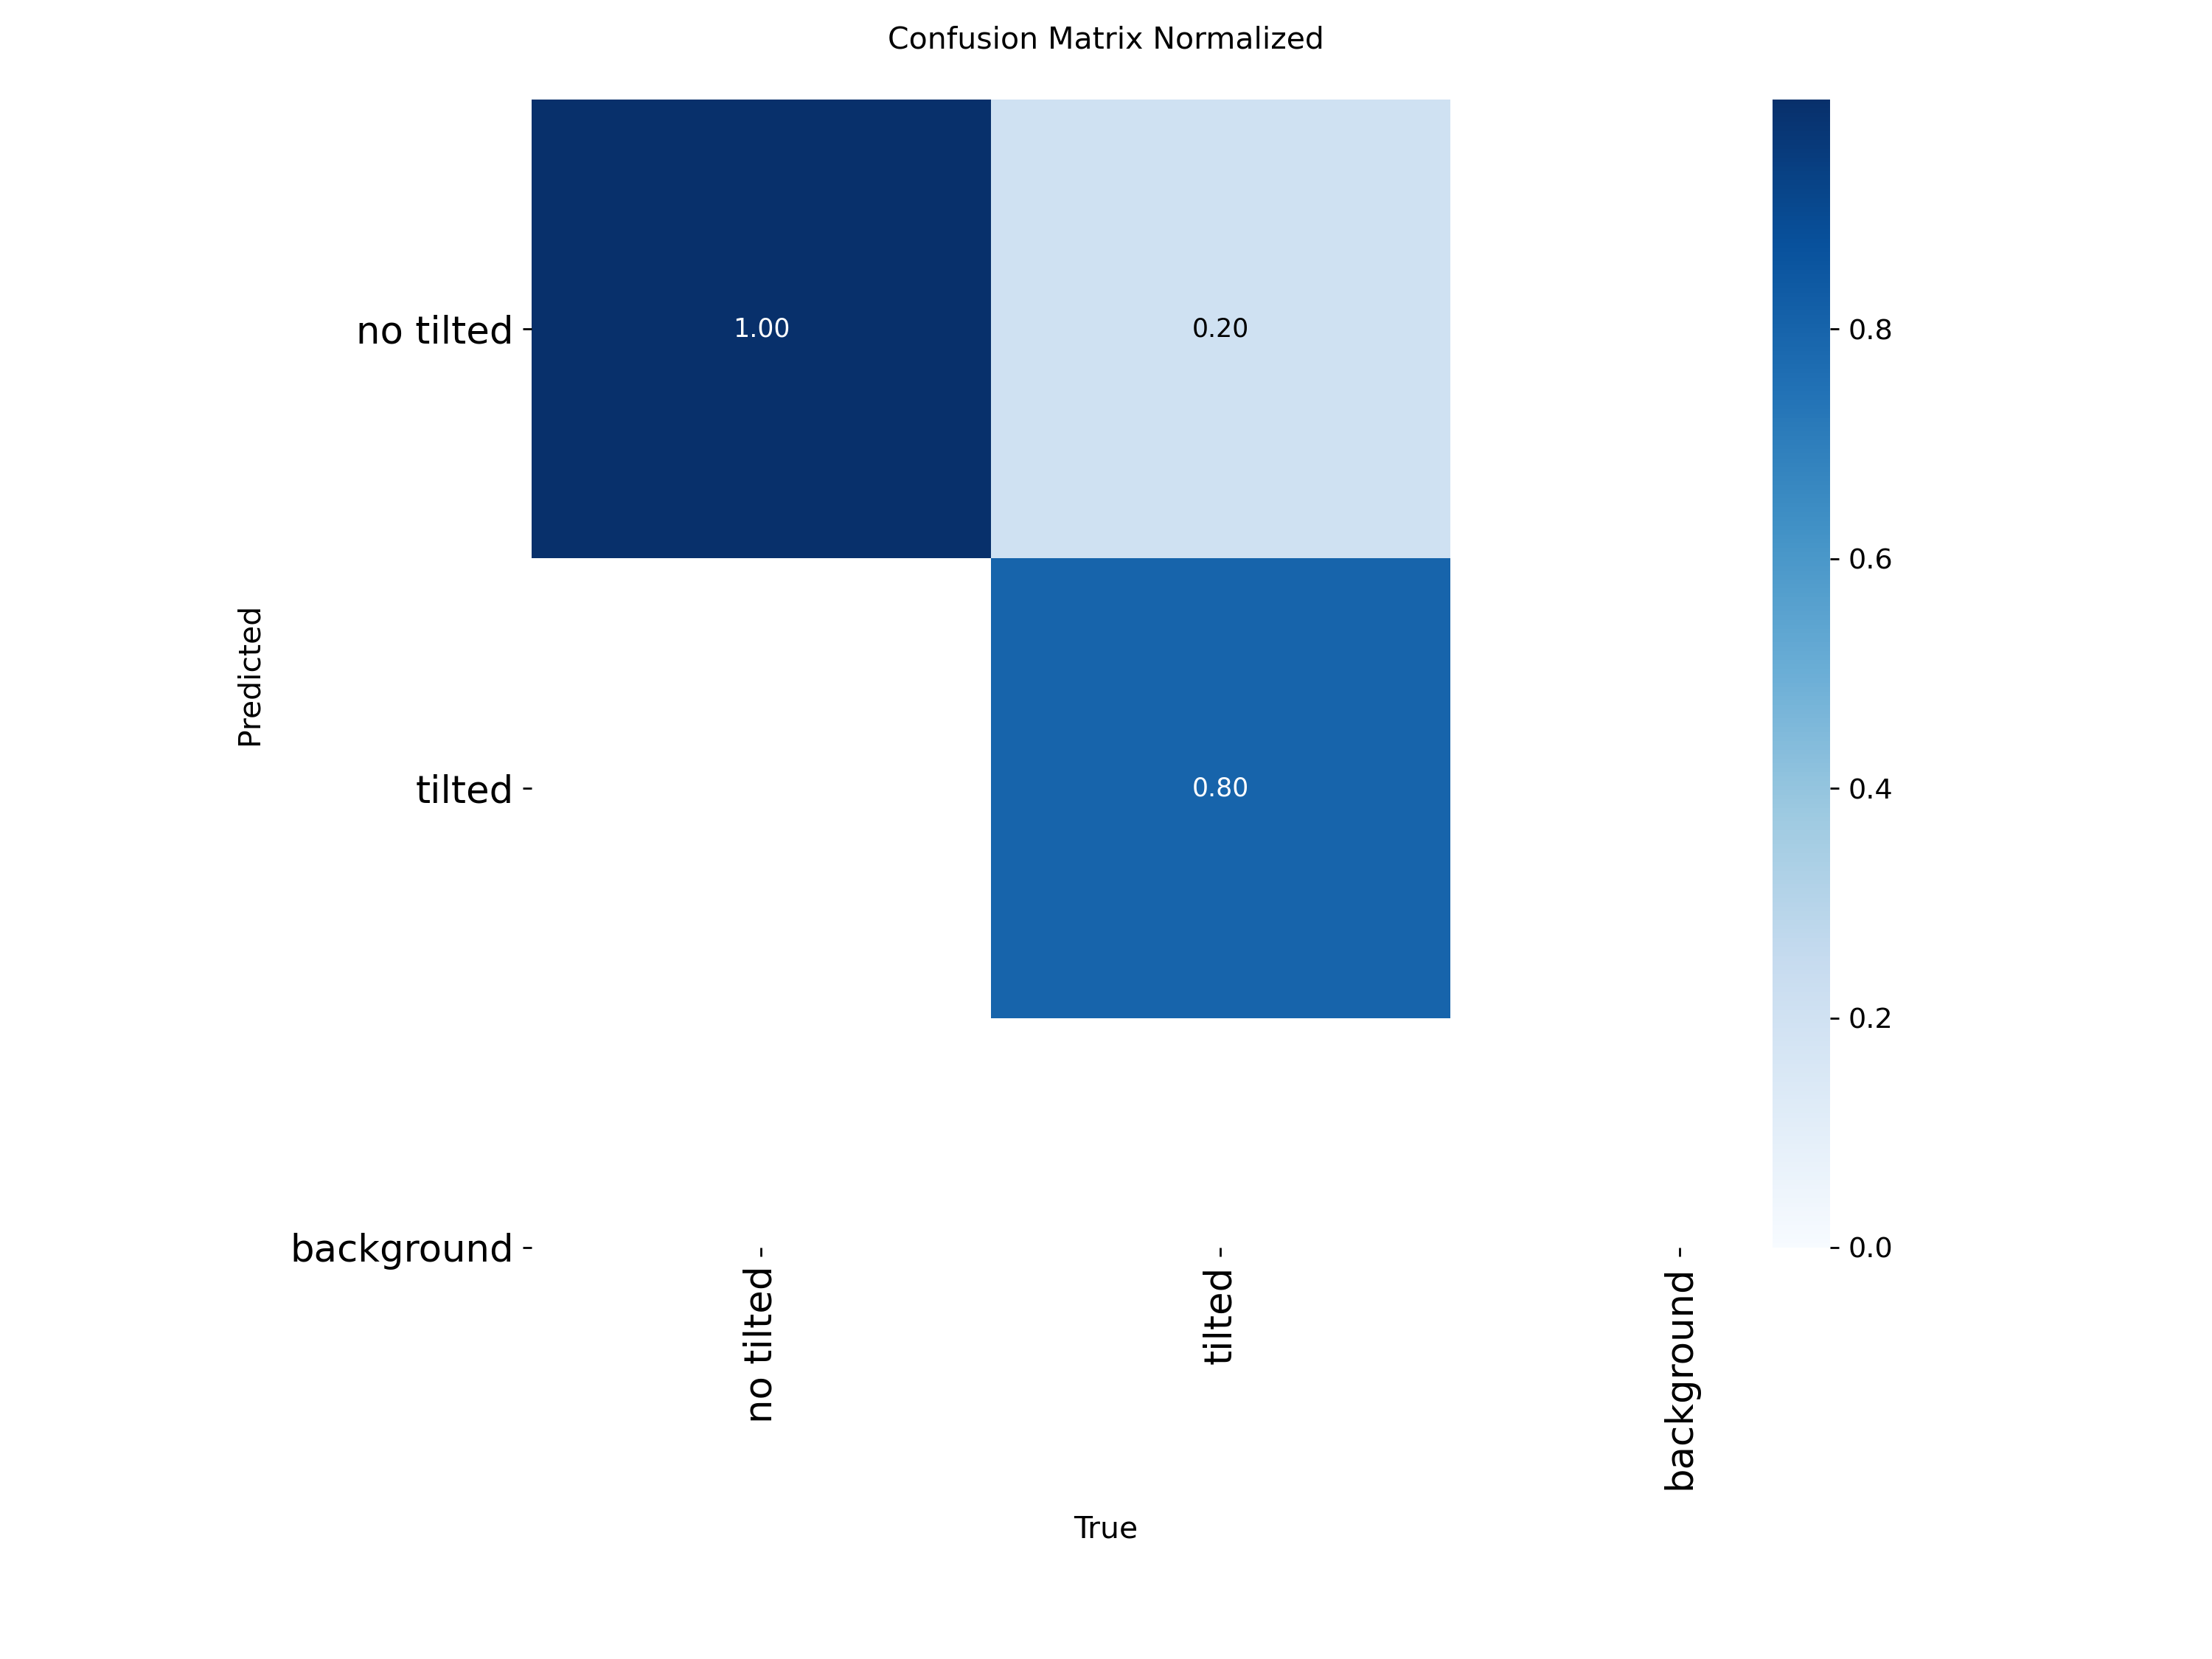 Confusion Matrix Normalized
no tilted
1.00
0.20
0.8
0.6
Predicted
tilted
0.80
0.4
0.2
background
0.0
no tilted
tilted
background
True